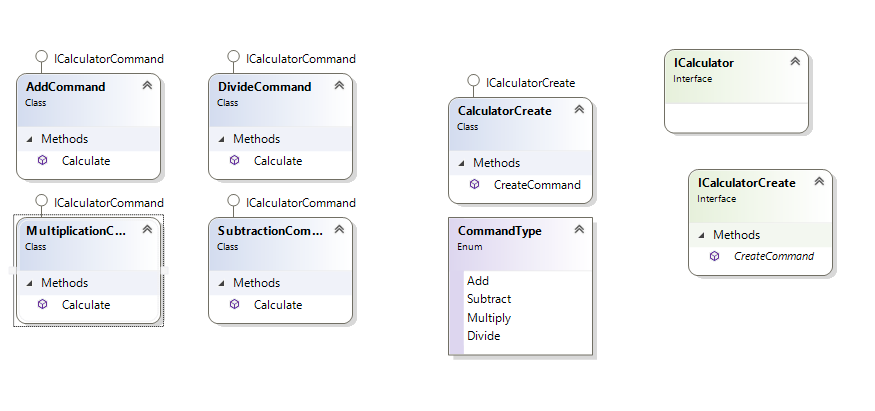 ICalculatorCommand
AddCommand
Class
Methods
Calculate
ICalculatorCommand
DivideCommand
Class
Methods
Calculate
ICalculatorCommand
MultiplicationC...
Class
Methods
Calculate
ICalculatorCommand
SubtractionCom...
Class
Methods
Calculate
ICalculatorCreate
CalculatorCreate
Class
Methods
CreateCommand
CommandType
Enum
Add
Subtract
Multiply
Divide
ICalculator
Interface
ICalculatorCreate
Interface
Methods
CreateCommand